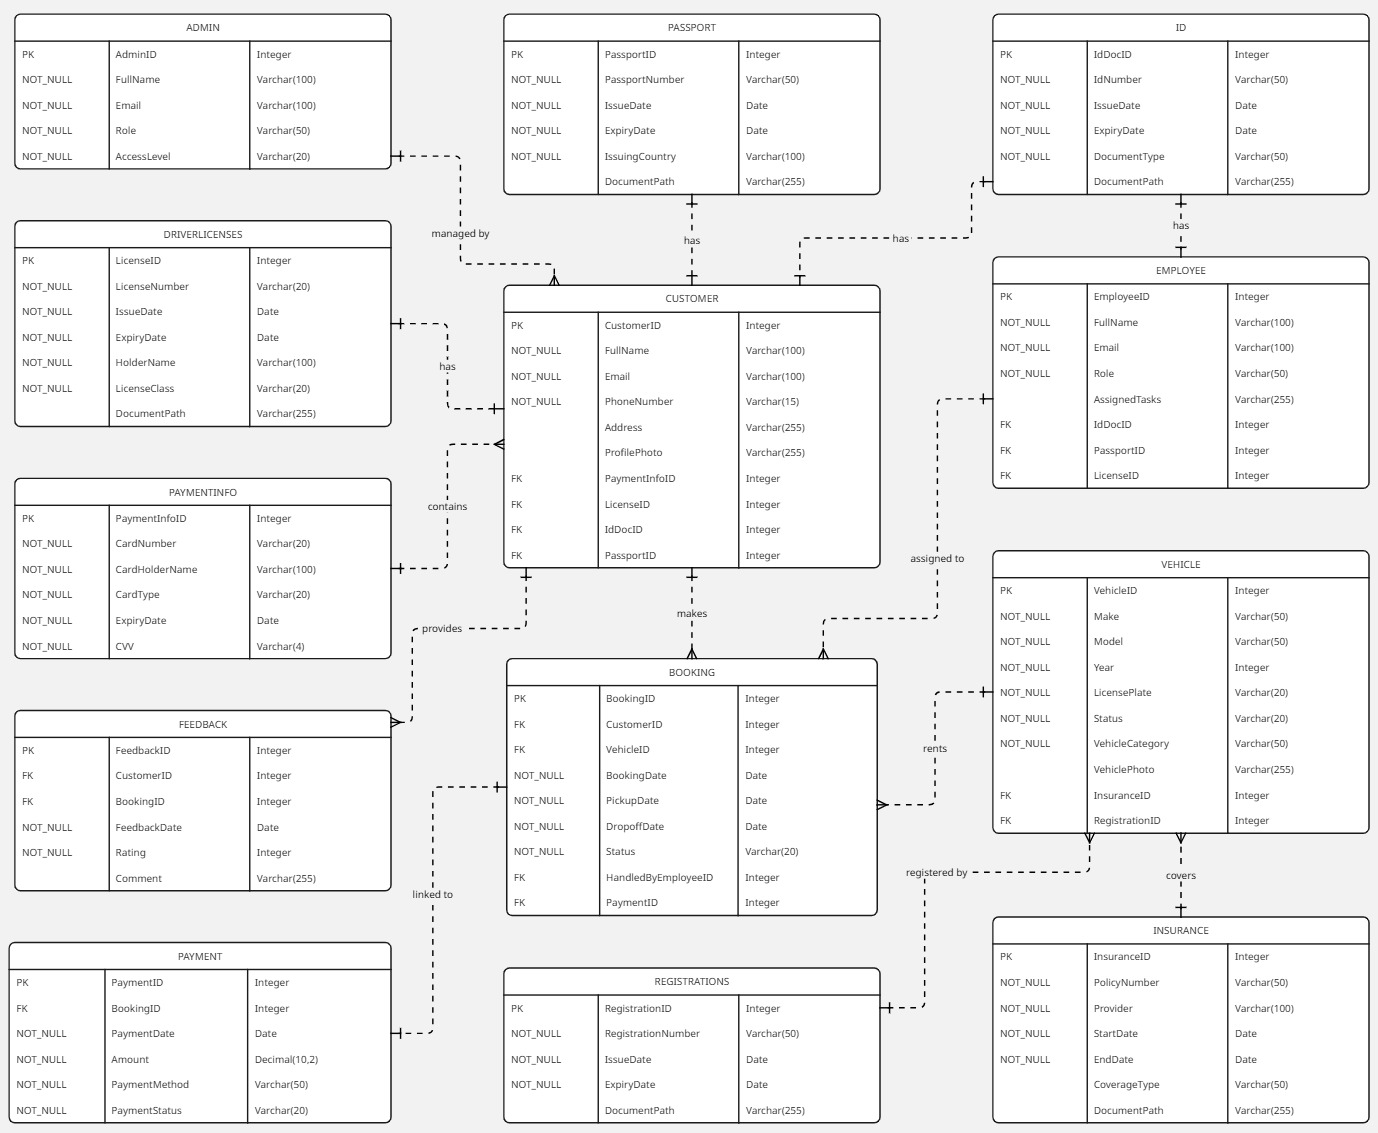 ADMIN
PK AdminID Integer
NOT_NULL FullName Varchar(100)
NOT_NULL Email Varchar(100)
NOT_NULL Role Varchar(50)
NOT_NULL AccessLevel Varchar(20)
PASSPORT
PK PassportID Integer
NOT_NULL PassportNumber Varchar(50)
NOT_NULL IssueDate Date
NOT_NULL ExpiryDate Date
NOT_NULL IssuingCountry Varchar(100)
DocumentPath Varchar(255)
ID
PK IdDocID Integer
NOT_NULL IdNumber Varchar(50)
NOT_NULL IssueDate Date
NOT_NULL ExpiryDate Date
NOT_NULL DocumentType Varchar(50)
DocumentPath Varchar(255)
managed by
has
has
has
DRIVERLICENSES
PK LicenseID Integer
NOT_NULL LicenseNumber Varchar(20)
NOT_NULL IssueDate Date
NOT_NULL ExpiryDate Date
NOT_NULL HolderName Varchar(100)
NOT_NULL LicenseClass Varchar(20)
DocumentPath Varchar(255)
has
CUSTOMER
PK CustomerID Integer
NOT_NULL FullName Varchar(100)
NOT_NULL Email Varchar(100)
NOT_NULL PhoneNumber Varchar(15)
Address Varchar(255)
ProfilePhoto Varchar(255)
FK PaymentInfoID Integer
FK LicenseID Integer
FK IdDocID Integer
FK PassportID Integer
EMPLOYEE
PK EmployeeID Integer
NOT_NULL FullName Varchar(100)
NOT_NULL Email Varchar(100)
NOT_NULL Role Varchar(50)
AssignedTasks Varchar(255)
FK IdDocID Integer
FK PassportID Integer
FK LicenseID Integer
PAYMENTINFO
PK PaymentInfoID Integer
NOT_NULL CardNumber Varchar(20)
NOT_NULL CardHolderName Varchar(100)
NOT_NULL CardType Varchar(20)
NOT_NULL ExpiryDate Date
NOT_NULL CVV Varchar(4)
contains
provides
makes
assigned to
VEHICLE
PK VehicleID Integer
NOT_NULL Make Varchar(50)
NOT_NULL Model Varchar(50)
NOT_NULL Year Integer
NOT_NULL LicensePlate Varchar(20)
NOT_NULL Status Varchar(20)
NOT_NULL VehicleCategory Varchar(50)
VehiclePhoto Varchar(255)
FK InsuranceID Integer
FK RegistrationID Integer
FEEDBACK
PK FeedbackID Integer
FK CustomerID Integer
FK BookingID Integer
NOT_NULL FeedbackDate Date
NOT_NULL Rating Integer
Comment Varchar(255)
BOOKING
PK BookingID Integer
FK CustomerID Integer
FK VehicleID Integer
NOT_NULL BookingDate Date
NOT_NULL PickupDate Date
NOT_NULL DropoffDate Date
NOT_NULL Status Varchar(20)
FK HandledByEmployeeID Integer
FK PaymentID Integer
rents
linked to
registered by
covers
PAYMENT
PK PaymentID Integer
FK BookingID Integer
NOT_NULL PaymentDate Date
NOT_NULL Amount Decimal(10,2)
NOT_NULL PaymentMethod Varchar(50)
NOT_NULL PaymentStatus Varchar(20)
REGISTRATIONS
PK RegistrationID Integer
NOT_NULL RegistrationNumber Varchar(50)
NOT_NULL IssueDate Date
NOT_NULL ExpiryDate Date
DocumentPath Varchar(255)
INSURANCE
PK InsuranceID Integer
NOT_NULL PolicyNumber Varchar(50)
NOT_NULL Provider Varchar(100)
NOT_NULL StartDate Date
NOT_NULL EndDate Date
CoverageType Varchar(50)
DocumentPath Varchar(255)